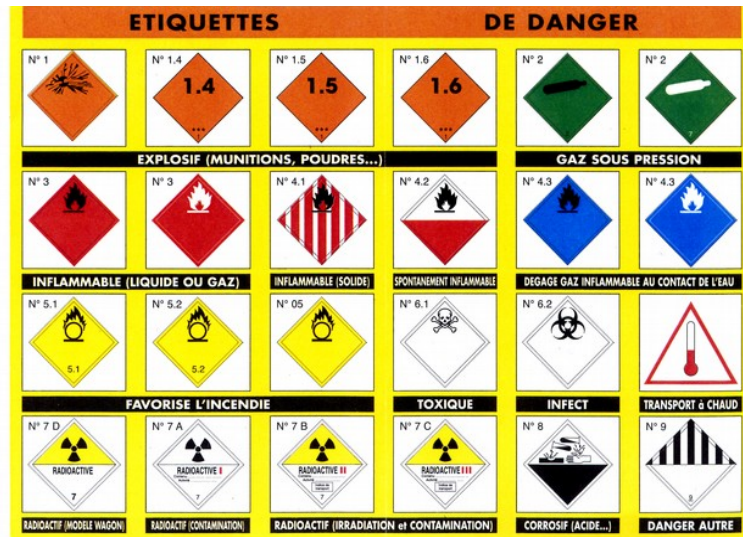 ETIQUETTES DE DANGER
N° 1 N° 1.4 N° 1.5 N° 1.6 N° 2 N° 2
1.4 1.5 1.6
••• ••• •••
1 1 1 2 7
EXPLOSIF (MUNITIONS, POUDRES...) GAZ SOUS PRESSION
N° 3 N° 3 N° 4.1 N° 4.2 N° 4.3 N° 4.3
INFLAMMABLE (LIQUIDE OU GAZ) INFLAMMABLE (SOLIDE) SPONTANEMENT INFLAMMABLE DEGAGE GAZ INFLAMMABLE AU CONTACT DE L'EAU
N° 5.1 N° 5.2 N° 05 N° 6.1 N° 6.2
5.1 5.2
FAVORISE L'INCENDIE TOXIQUE INFECT TRANSPORT à CHAUD
N° 7 D N° 7 A N° 7 B N° 7 C N° 8 N° 9
RADIOACTIVE RADIOACTIVE I RADIOACTIVE II RADIOACTIVE III
7 7 7 9
RADIOACTIF (MODELE WAGON) RADIOACTIF (CONTAMINATION) RADIOACTIF (IRRADIATION et CONTAMINATION) CORROSIF (ACIDE...) DANGER AUTRE